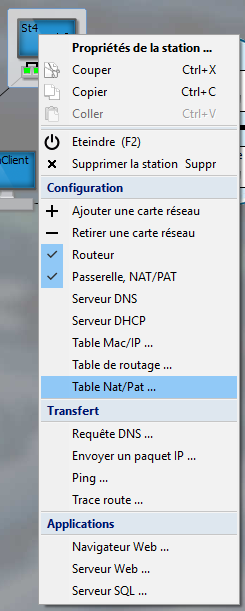 St4
Propriétés de la station ...
Couper Ctrl+X
Copier Ctrl+C
Coller Ctrl+V
Eteindre (F2)
Supprimer la station Suppr
Client
Configuration
Ajouter une carte réseau
Retirer une carte réseau
Routeur
Passerelle, NAT/PAT
Serveur DNS
Serveur DHCP
Table Mac/IP ...
Table de routage ...
Table Nat/Pat ...
Transfert
Requête DNS ...
Envoyer un paquet IP ...
Ping ...
Trace route ...
Applications
Navigateur Web ...
Serveur Web ...
Serveur SQL ...